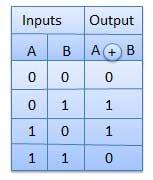 Inputs Output
A B A ⊕ B
0 0 0
0 1 1
1 0 1
1 1 0